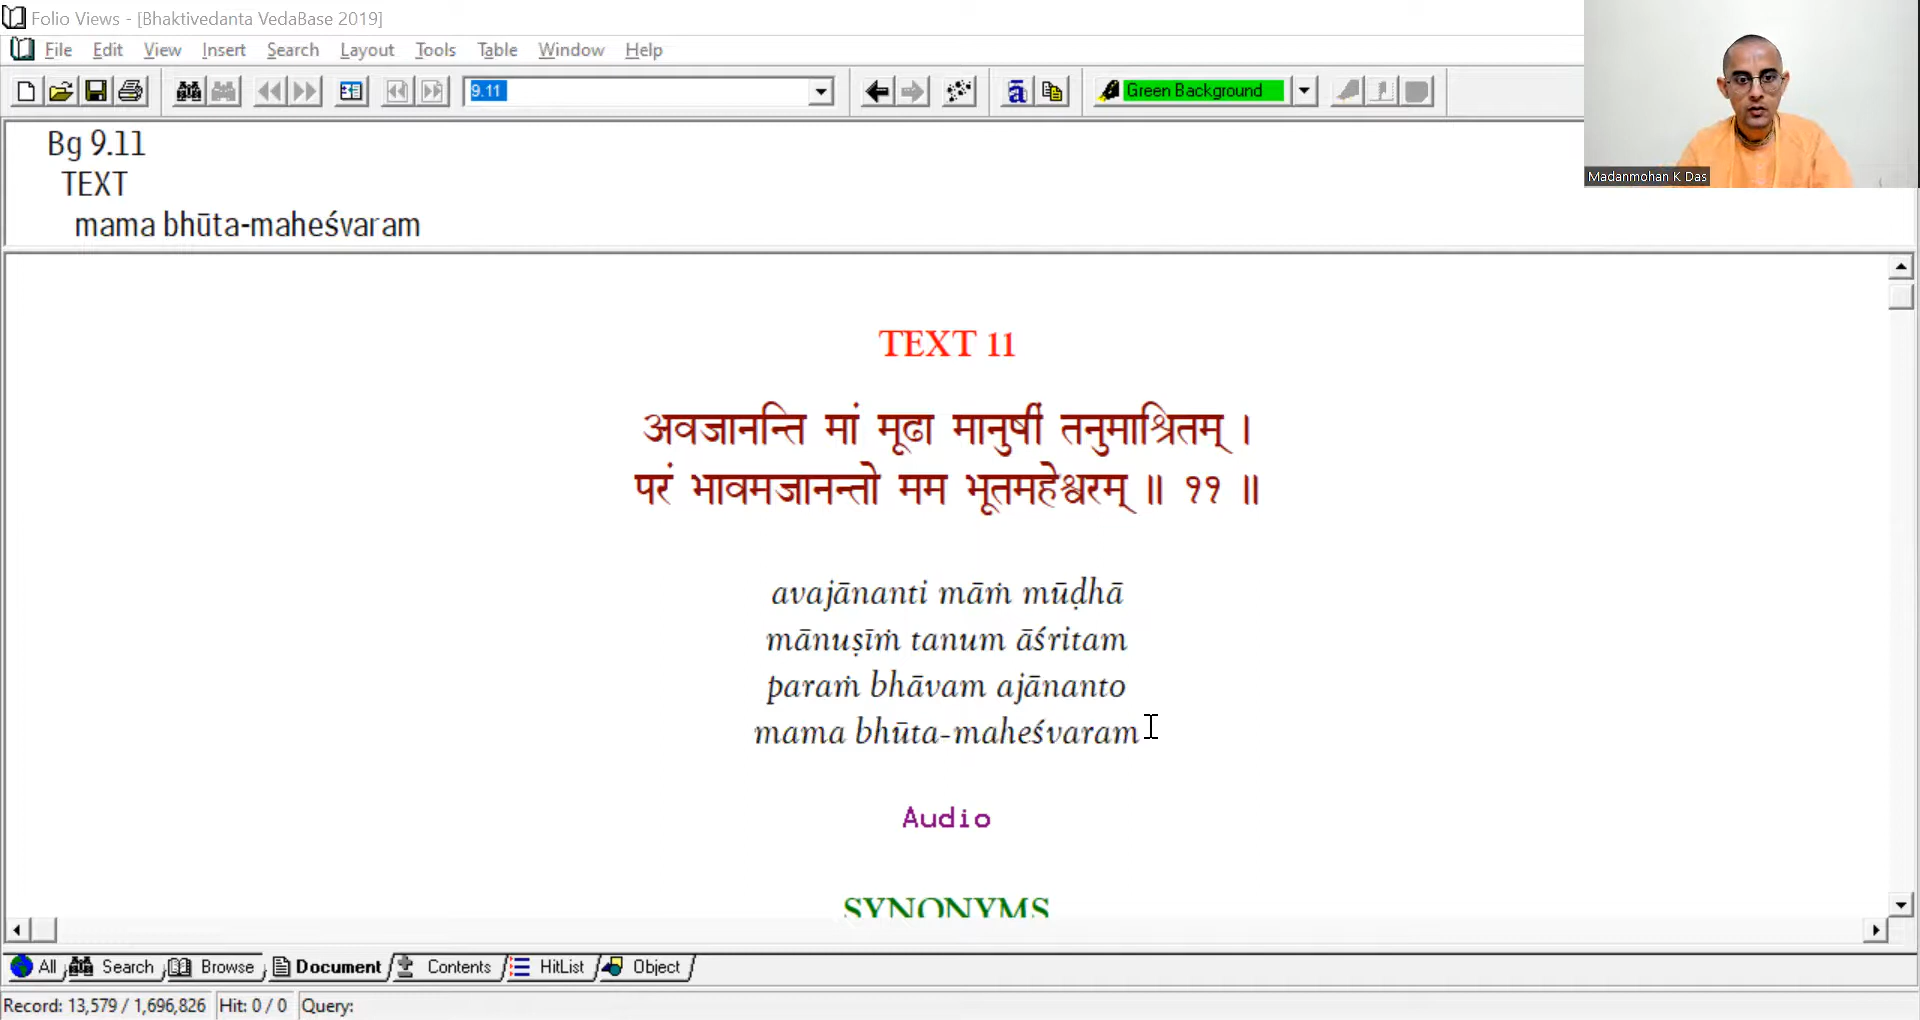 Folio Views - [Bhaktivedanta VedaBase 2019]
File Edit View Insert Search Layout Tools Table Window Help
9.11 Green Background
Madanmohan K Das
Bg 9.11
TEXT
mama bhūta-maheśvaram
TEXT 11
अवजानन्ति मां मूढा मानुषीं तनुमाश्रितम् ।
परं भावमजानन्तो मम भूतमहेश्वरम् ॥ ११ ॥
avajānanti māṁ mūḍhā
mānuṣīṁ tanum āśritam
paraṁ bhāvam ajānanto
mama bhūta-maheśvaram
Audio
SYNONYMS
All Search Browse Document Contents HitList Object
Record: 13,579 / 1,696,826 Hit: 0 / 0 Query: